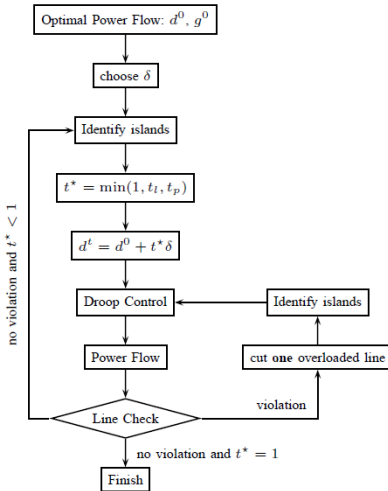 Optimal Power Flow: d⁰, g⁰
choose δ
Identify islands
t⋆ = min(1, t_l, t_p)
dᵗ = d⁰ + t⋆δ
Droop Control
Identify islands
Power Flow
cut one overloaded line
Line Check
violation
no violation and t⋆ = 1
Finish
no violation and t⋆ < 1